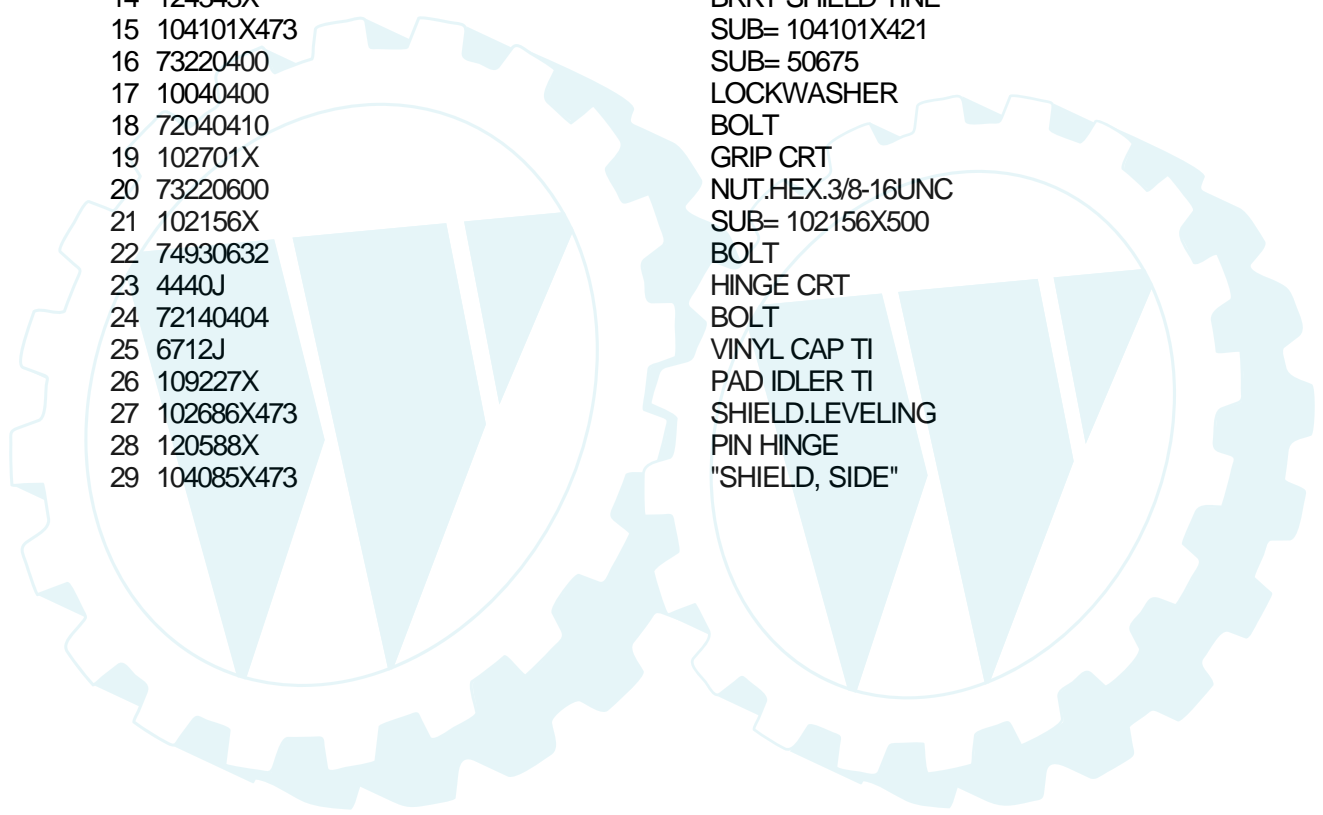 15 104101X473 SUB= 104101X421
16 73220400 SUB= 50675
17 10040400 LOCKWASHER
18 72040410 BOLT
19 102701X GRIP CRT
20 73220600 NUT.HEX.3/8-16UNC
21 102156X SUB= 102156X500
22 74930632 BOLT
23 4440J HINGE CRT
24 72140404 BOLT
25 6712J VINYL CAP TI
26 109227X PAD IDLER TI
27 102686X473 SHIELD.LEVELING
28 120588X PIN HINGE
29 104085X473 "SHIELD, SIDE"